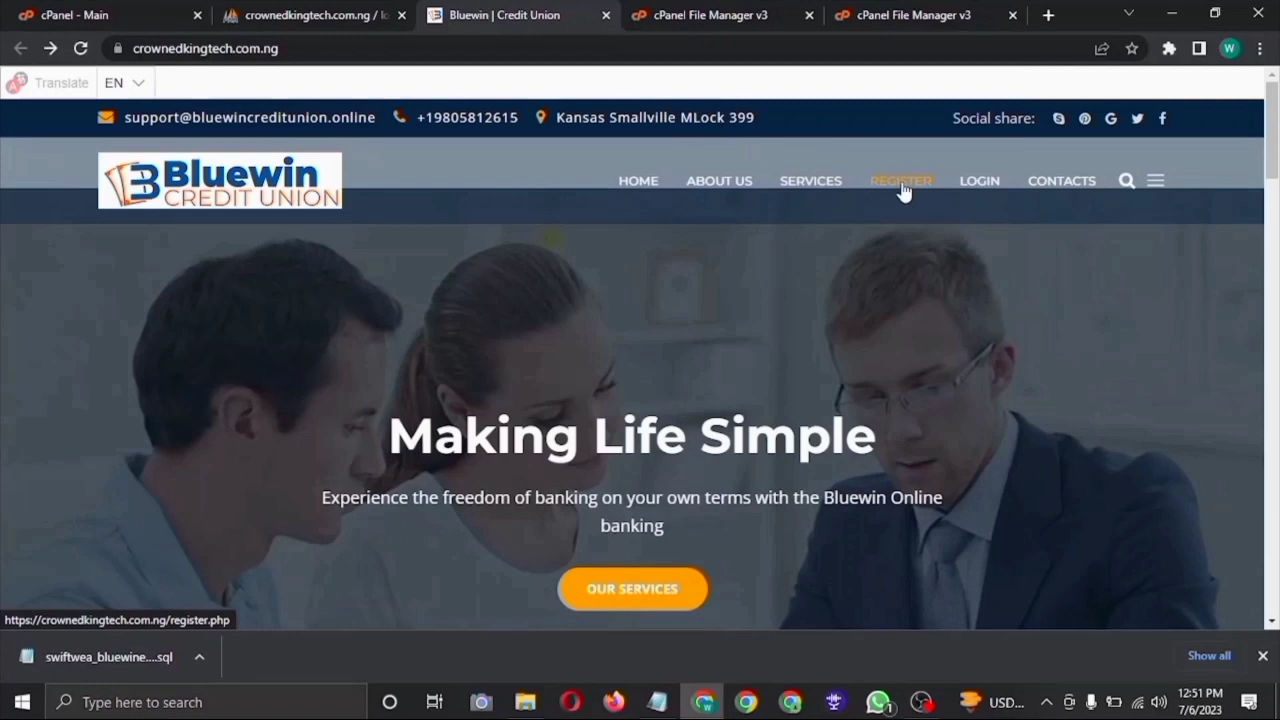 cPanel - Main
crownedkingtech.com.ng / lo
Bluewin | Credit Union
cPanel File Manager v3
cPanel File Manager v3
crownedkingtech.com.ng
W
Translate EN
support@bluewincreditunion.online +19805812615 Kansas Smallville MLock 399 Social share:
Bluewin
CREDIT UNION
HOME ABOUT US SERVICES REGISTER LOGIN CONTACTS
Making Life Simple
Experience the freedom of banking on your own terms with the Bluewin Online
banking
OUR SERVICES
https://crownedkingtech.com.ng/register.php
swiftwea_bluewine....sql
Show all
Type here to search
USD...
12:51 PM
7/6/2023